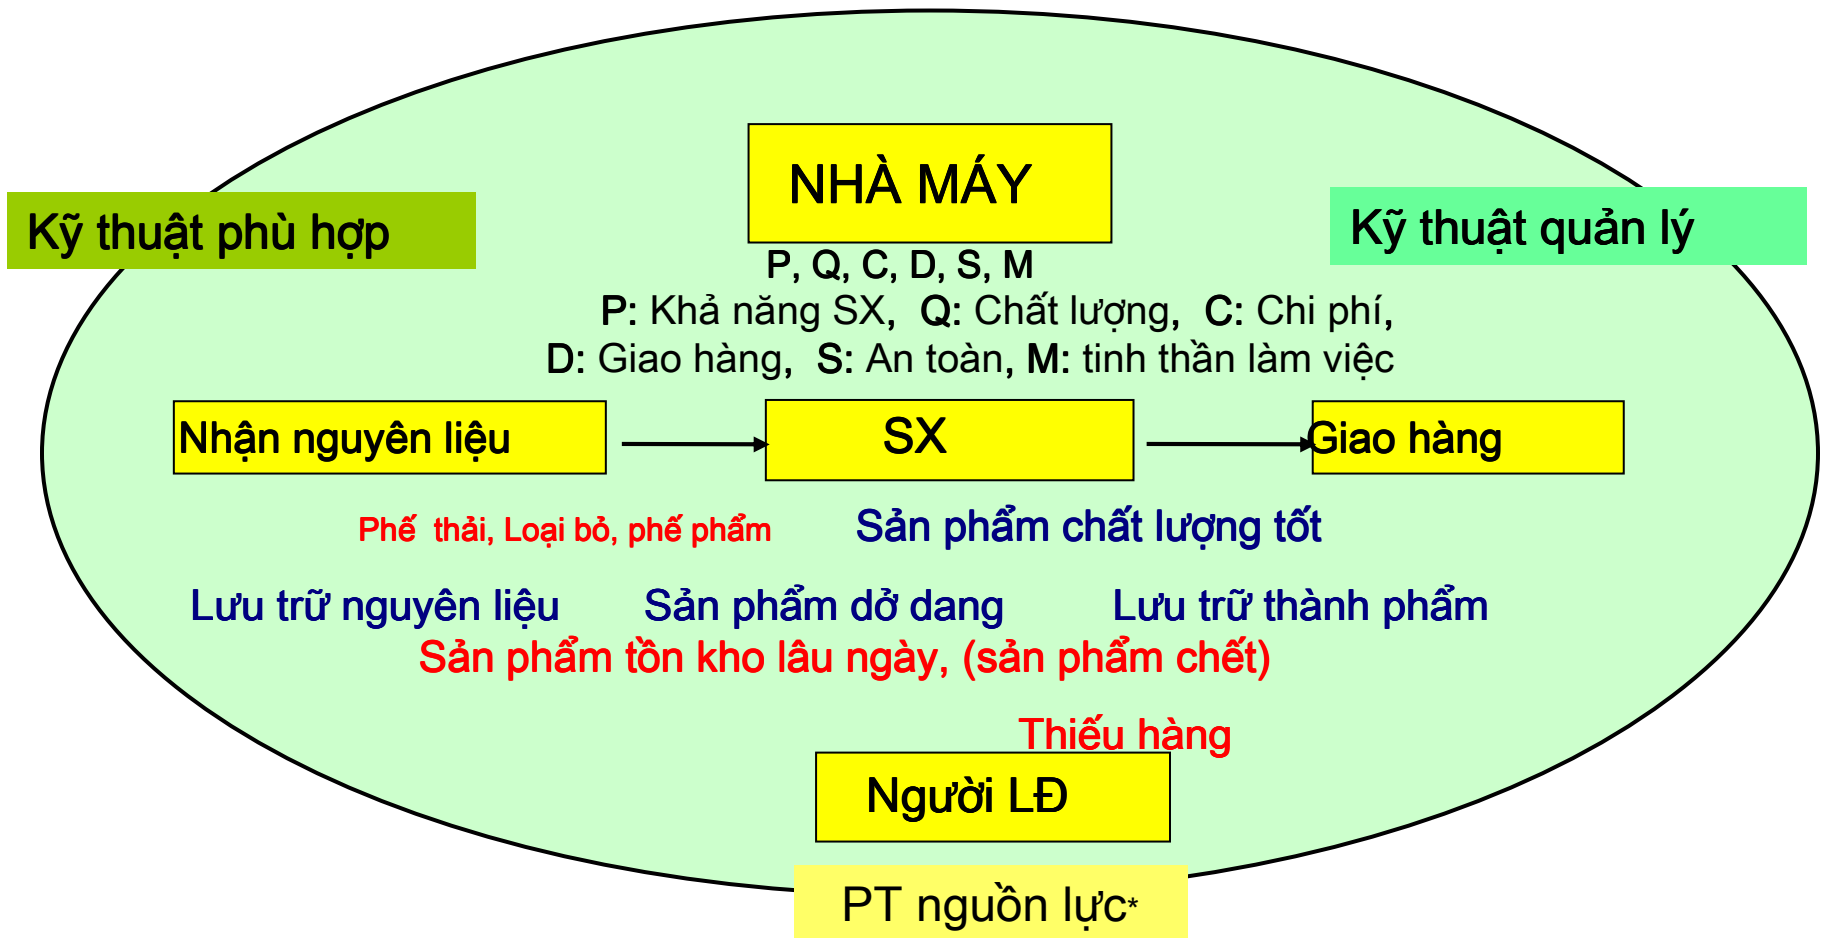 NHÀ MÁY
Kỹ thuật phù hợp
Kỹ thuật quản lý
P, Q, C, D, S, M
P: Khả năng SX, Q: Chất lượng, C: Chi phí,
D: Giao hàng, S: An toàn, M: tinh thần làm việc
Nhận nguyên liệu
SX
Giao hàng
Phế thải, Loại bỏ, phế phẩm
Sản phẩm chất lượng tốt
Lưu trữ nguyên liệu
Sản phẩm dở dang
Lưu trữ thành phẩm
Sản phẩm tồn kho lâu ngày, (sản phẩm chết)
Thiếu hàng
Người LĐ
PT nguồn lực*